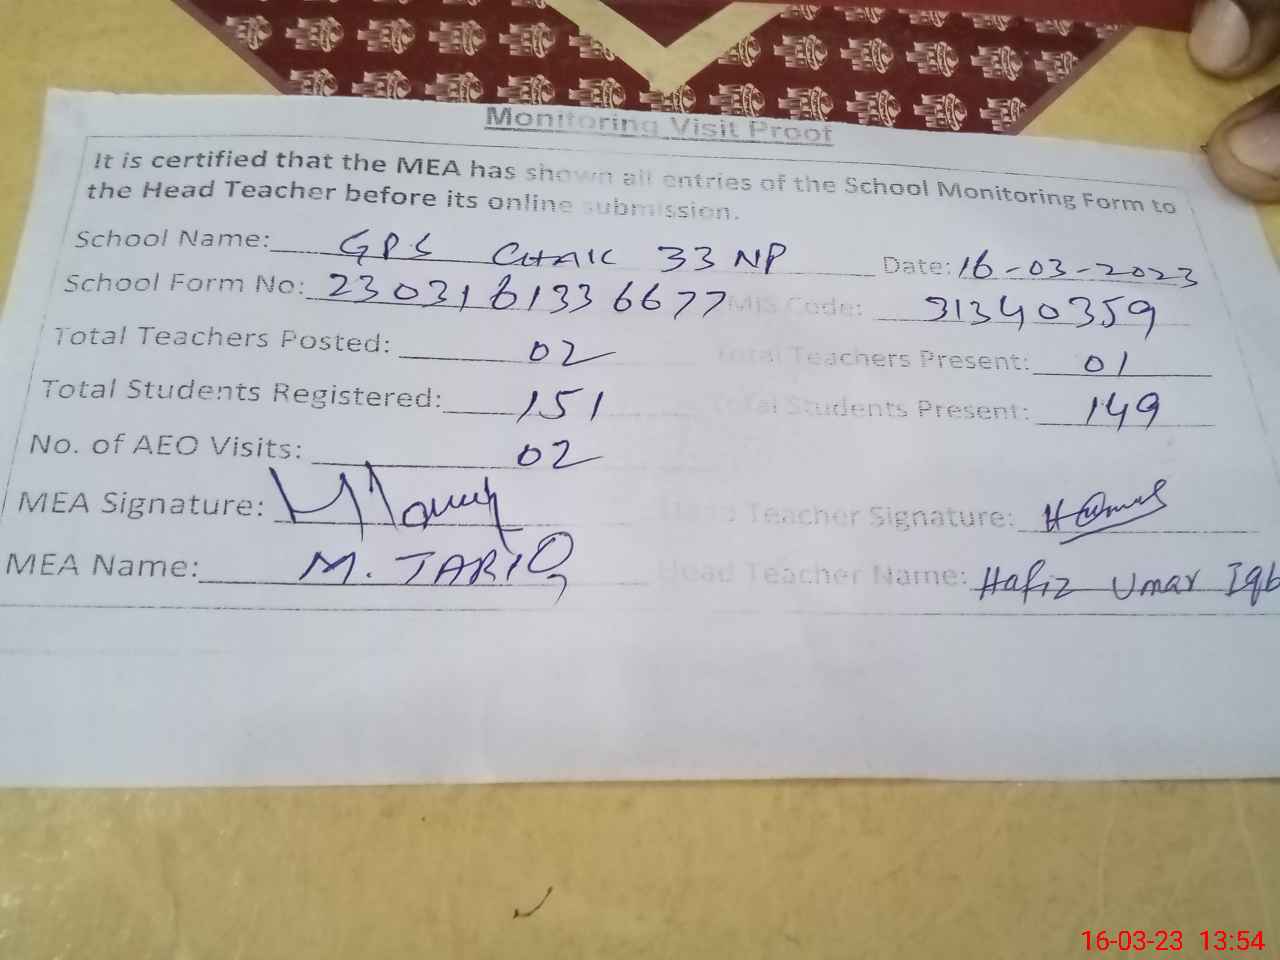 Monitoring Visit Proof
It is certified that the MEA has shown all entries of the School Monitoring Form to
the Head Teacher before its online submission.
School Name: GPS CHAK 33 NP Date: 16-03-2023
School Form No: 230316133 6677 MIS Code: 31340359
Total Teachers Posted: 02 Total Teachers Present: 01
Total Students Registered: 151 Total Students Present: 149
No. of AEO Visits: 02
MEA Signature: Head Teacher Signature:
MEA Name: M. TARIQ Head Teacher Name: Hafiz Umar Iqb
16-03-23 13:54